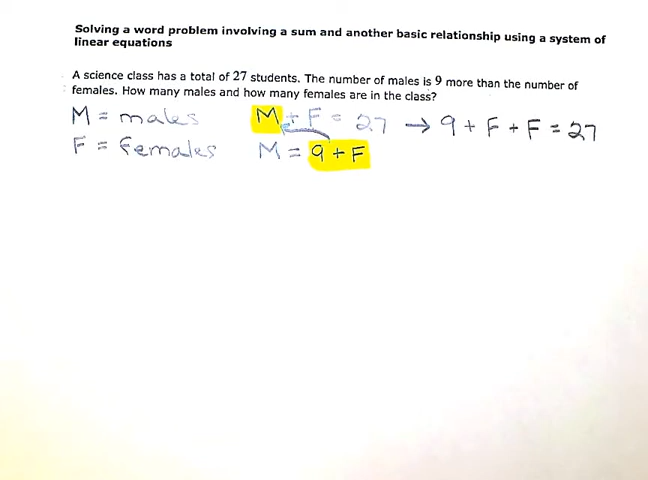 Solving a word problem involving a sum and another basic relationship using a system of
linear equations
A science class has a total of 27 students. The number of males is 9 more than the number of
females. How many males and how many females are in the class?
M = males M + F = 27 → 9 + F + F = 27
F = females M = 9 + F